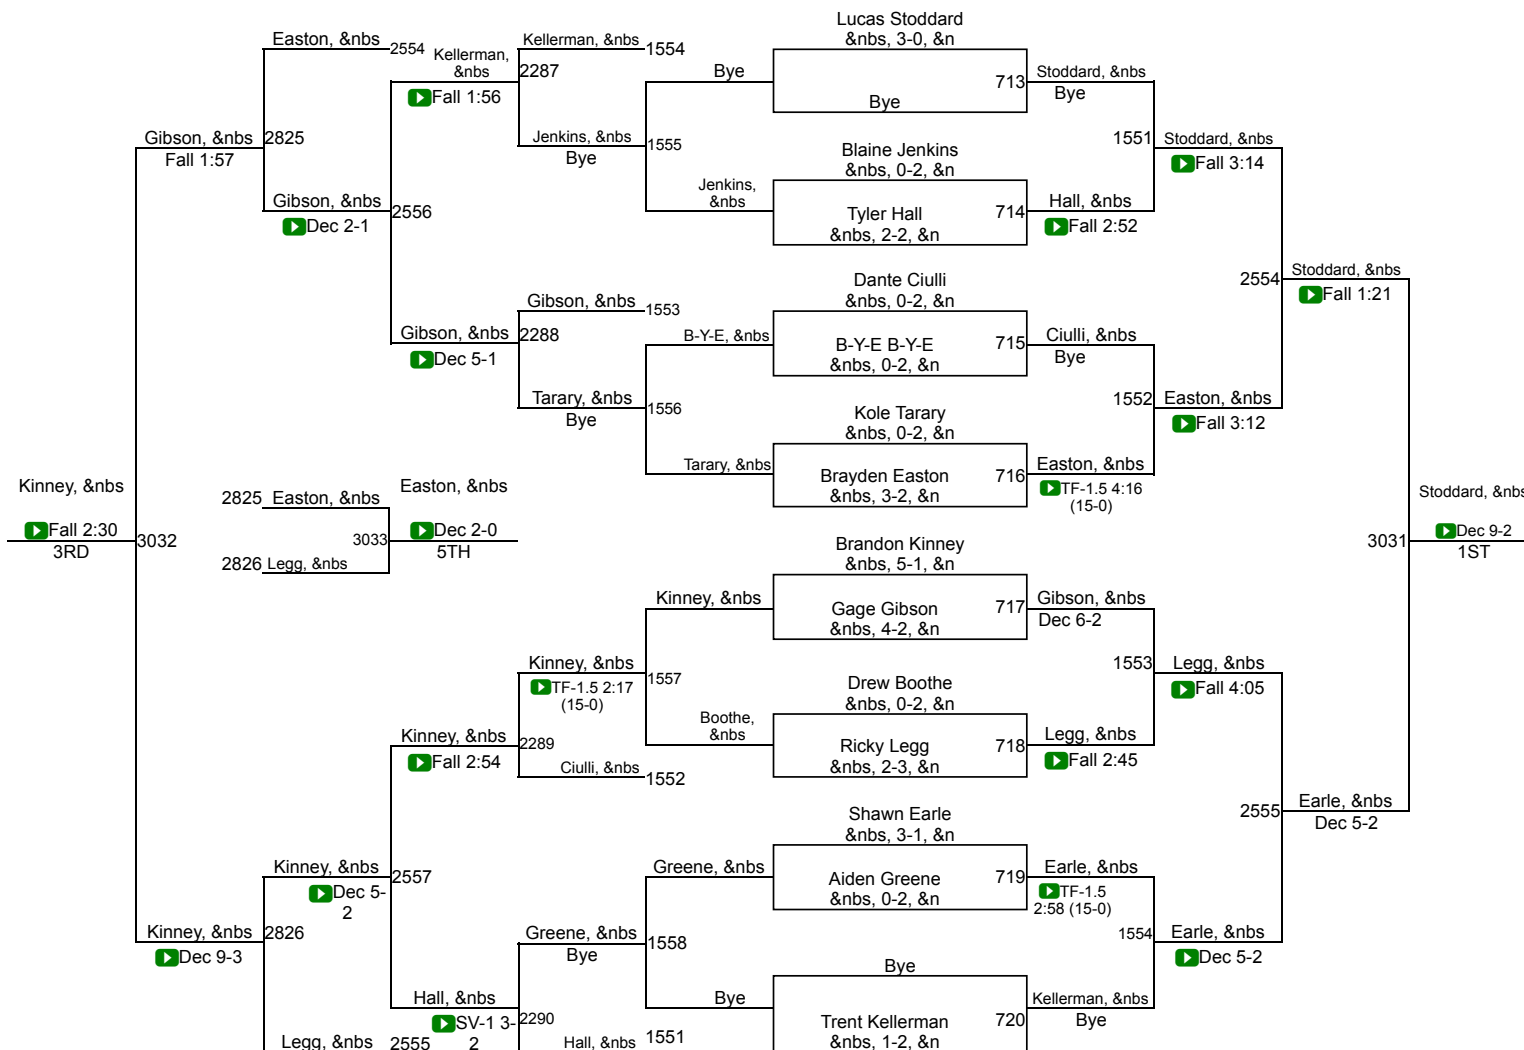 Lucas Stoddard
&nbs, 3-0, &n
Easton, &nbs
2554
Kellerman,
&nbs
Kellerman, &nbs
1554
2287
Bye
713
Stoddard, &nbs
Bye
Fall 1:56
Bye
Gibson, &nbs
2825
Fall 1:57
Jenkins, &nbs
1555
Bye
Blaine Jenkins
&nbs, 0-2, &n
1551
Stoddard, &nbs
Fall 3:14
Jenkins,
&nbs
Gibson, &nbs
2556
Dec 2-1
Tyler Hall
&nbs, 2-2, &n
714
Hall, &nbs
Fall 2:52
Dante Ciulli
&nbs, 0-2, &n
2554
Stoddard, &nbs
Fall 1:21
Gibson, &nbs
1553
Gibson, &nbs
2288
Dec 5-1
B-Y-E, &nbs
B-Y-E B-Y-E
&nbs, 0-2, &n
715
Ciulli, &nbs
Bye
Tarary, &nbs
1556
Bye
Kole Tarary
&nbs, 0-2, &n
1552
Easton, &nbs
Fall 3:12
Tarary, &nbs
Brayden Easton
&nbs, 3-2, &n
716
Easton, &nbs
TF-1.5 4:16
(15-0)
Kinney, &nbs
2825
Easton, &nbs
Easton, &nbs
Stoddard, &nbs
Fall 2:30
3RD
3032
3033
Dec 2-0
5TH
3031
Dec 9-2
1ST
2826
Legg, &nbs
Brandon Kinney
&nbs, 5-1, &n
Kinney, &nbs
Gage Gibson
&nbs, 4-2, &n
717
Gibson, &nbs
Dec 6-2
Kinney, &nbs
1557
TF-1.5 2:17
(15-0)
Drew Boothe
&nbs, 0-2, &n
1553
Legg, &nbs
Fall 4:05
Boothe,
&nbs
Kinney, &nbs
2289
Fall 2:54
Ricky Legg
&nbs, 2-3, &n
718
Legg, &nbs
Fall 2:45
Ciulli, &nbs
1552
Shawn Earle
&nbs, 3-1, &n
2555
Earle, &nbs
Dec 5-2
Kinney, &nbs
2557
Dec 5-
2
Greene, &nbs
Aiden Greene
&nbs, 0-2, &n
719
Earle, &nbs
TF-1.5
2:58 (15-0)
Kinney, &nbs
2826
Dec 9-3
Greene, &nbs
1558
Bye
Bye
1554
Earle, &nbs
Dec 5-2
Hall, &nbs
2290
SV-1 3-
2
Bye
Trent Kellerman
&nbs, 1-2, &n
720
Kellerman, &nbs
Bye
Legg, &nbs
2555
Hall, &nbs
1551